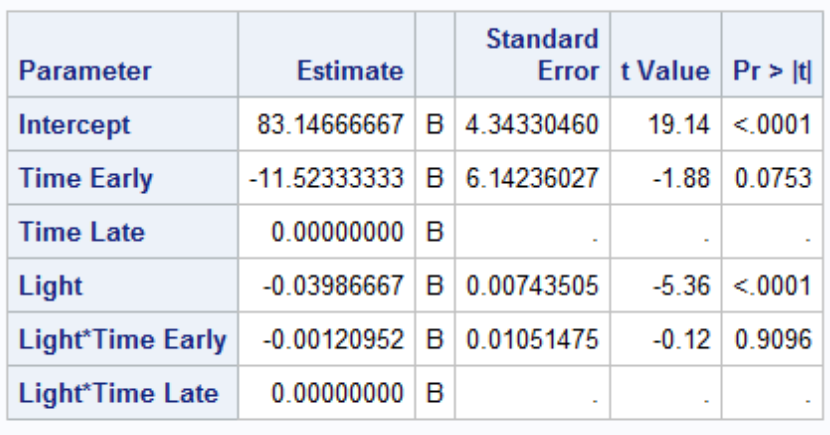 Parameter Estimate Standard Error t Value Pr > |t|
Intercept 83.14666667 B 4.34330460 19.14 <.0001
Time Early -11.52333333 B 6.14236027 -1.88 0.0753
Time Late 0.00000000 B . . .
Light -0.03986667 B 0.00743505 -5.36 <.0001
Light*Time Early -0.00120952 B 0.01051475 -0.12 0.9096
Light*Time Late 0.00000000 B . . .